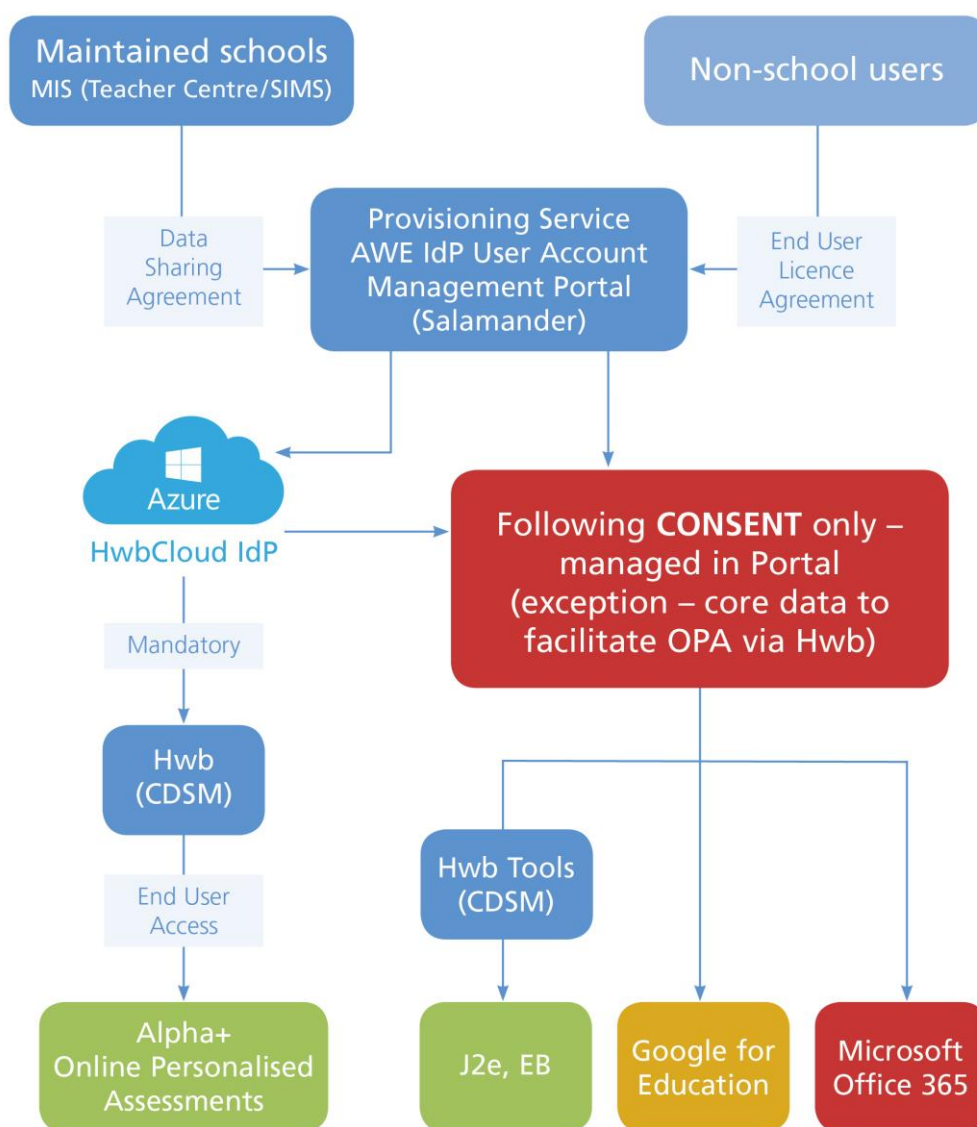 Maintained schools
MIS (Teacher Centre/SIMS)
Non-school users
Data
Sharing
Agreement
Provisioning Service
AWE IdP User Account
Management Portal
(Salamander)
End User
Licence
Agreement
Azure
HwbCloud IdP
Following CONSENT only –
managed in Portal
(exception – core data to
facilitate OPA via Hwb)
Mandatory
Hwb
(CDSM)
End User
Access
Hwb Tools
(CDSM)
Alpha+
Online Personalised
Assessments
J2e, EB
Google for
Education
Microsoft
Office 365